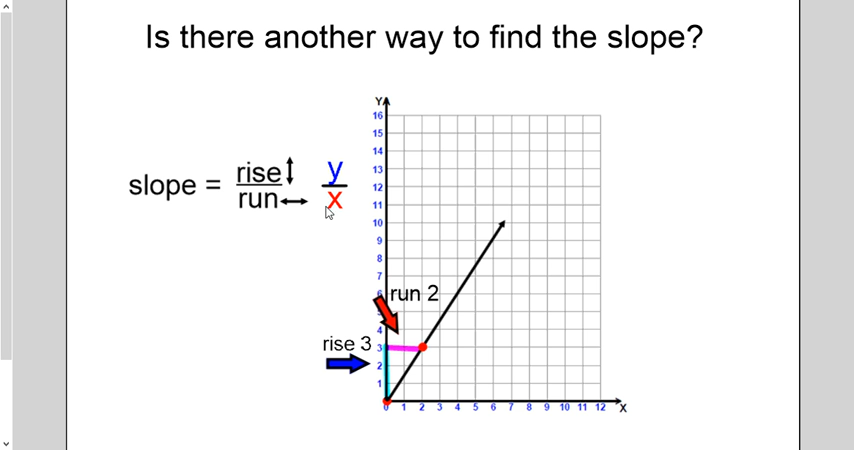 Is there another way to find the slope?
slope = rise y
run x
Y
16
15
14
13
12
11
10
9
8
7
run 2
4
rise 3 3
2
1
0 1 2 3 4 5 6 7 8 9 10 11 12 X